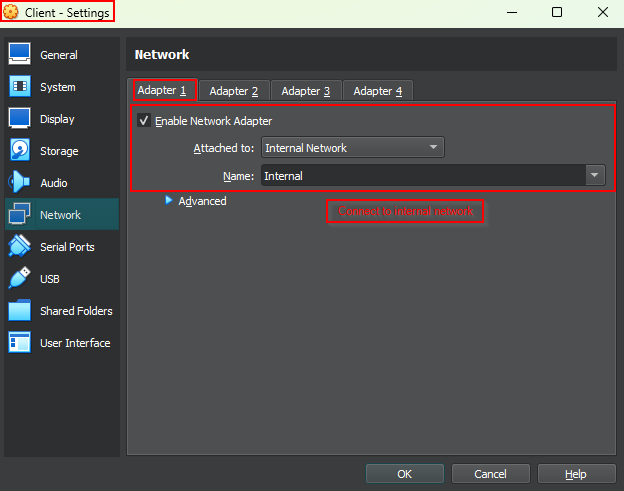 Client - Settings
General
System
Display
Storage
Audio
Network
Serial Ports
USB
Shared Folders
User Interface
Network
Adapter 1
Adapter 2
Adapter 3
Adapter 4
Enable Network Adapter
Attached to: Internal Network
Name: Internal
Advanced
Connect to internal network
OK
Cancel
Help